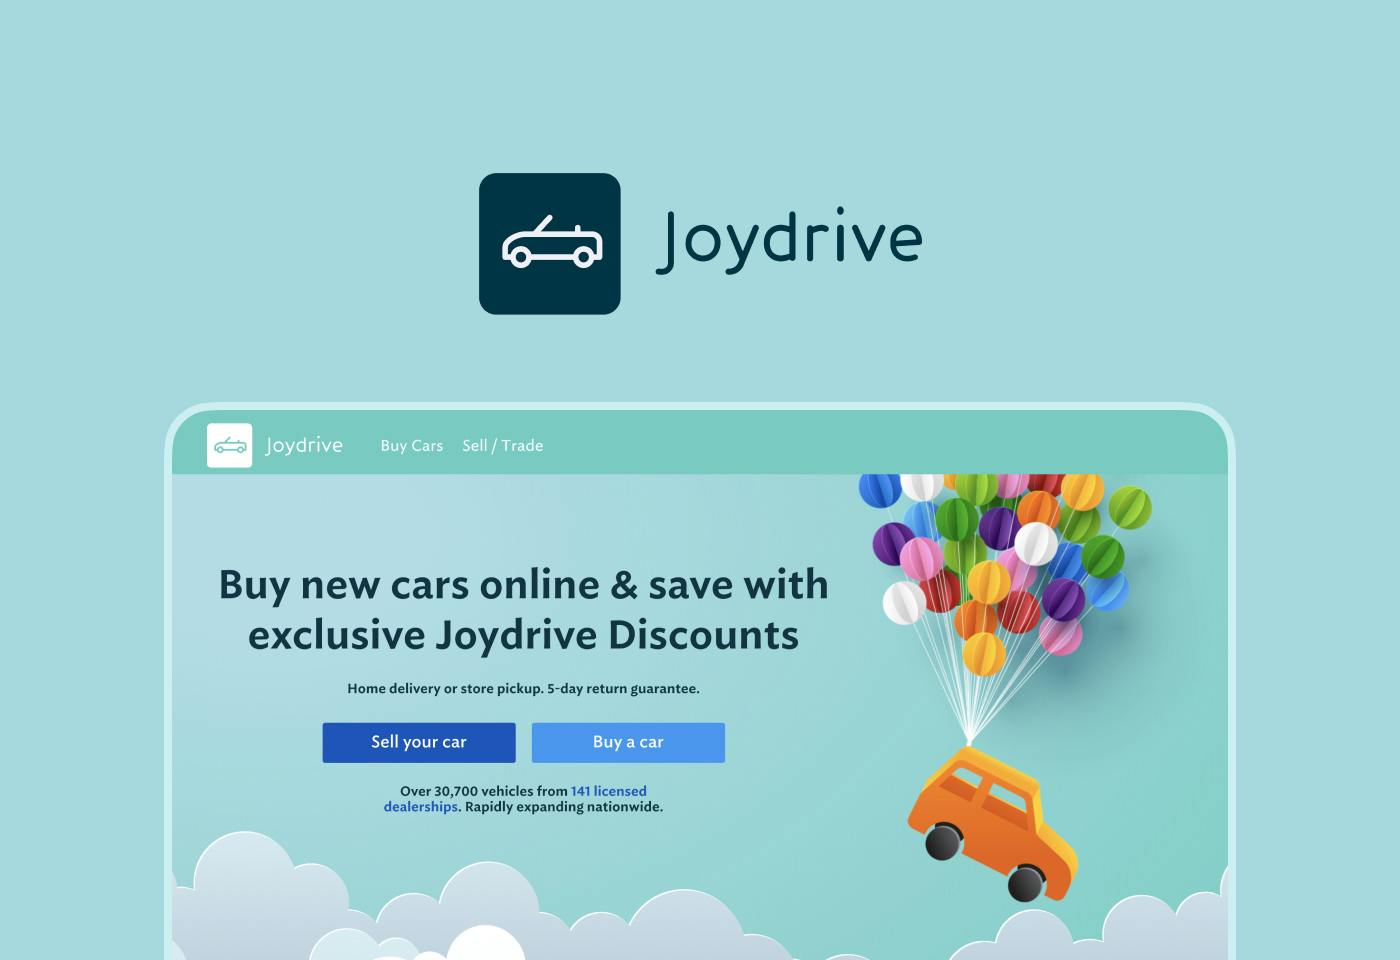 Joydrive
Joydrive Buy Cars Sell / Trade
Buy new cars online & save with
exclusive Joydrive Discounts
Home delivery or store pickup. 5-day return guarantee.
Sell your car Buy a car
Over 30,700 vehicles from 141 licensed
dealerships. Rapidly expanding nationwide.